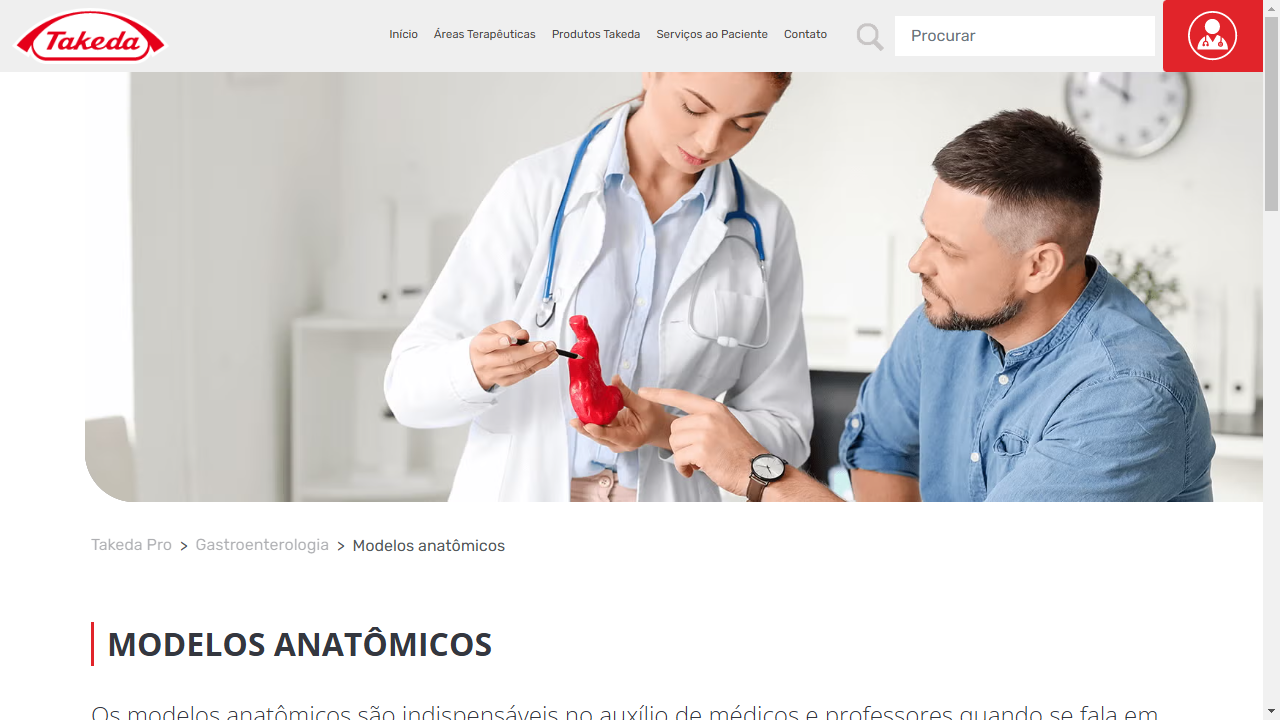 Takeda
Início Áreas Terapêuticas Produtos Takeda Serviços ao Paciente Contato
Procurar
Takeda Pro > Gastroenterologia > Modelos anatômicos
MODELOS ANATÔMICOS
Os modelos anatômicos são indispensáveis no auxílio de médicos e professores quando se fala em